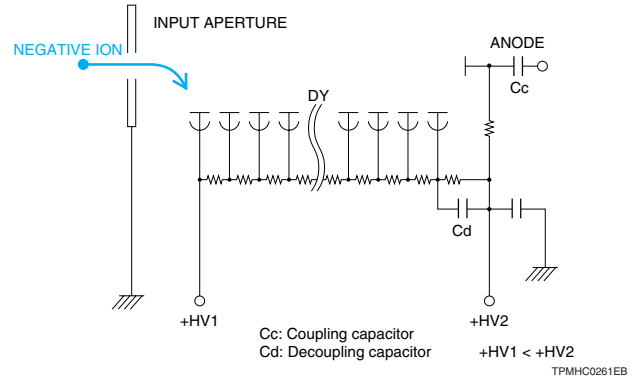 INPUT APERTURE
NEGATIVE ION
ANODE
Cc
DY
Cd
+HV1
+HV2
Cc: Coupling capacitor
Cd: Decoupling capacitor
+HV1 < +HV2
TPMHC0261EB